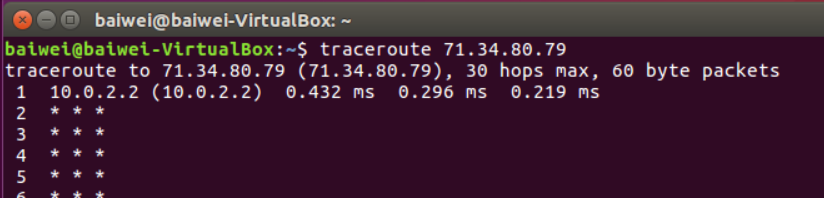 baiwei@baiwei-VirtualBox: ~
baiwei@baiwei-VirtualBox:~$ traceroute 71.34.80.79
traceroute to 71.34.80.79 (71.34.80.79), 30 hops max, 60 byte packets
 1  10.0.2.2 (10.0.2.2)  0.432 ms  0.296 ms  0.219 ms
 2  * * *
 3  * * *
 4  * * *
 5  * * *
 6  * * *